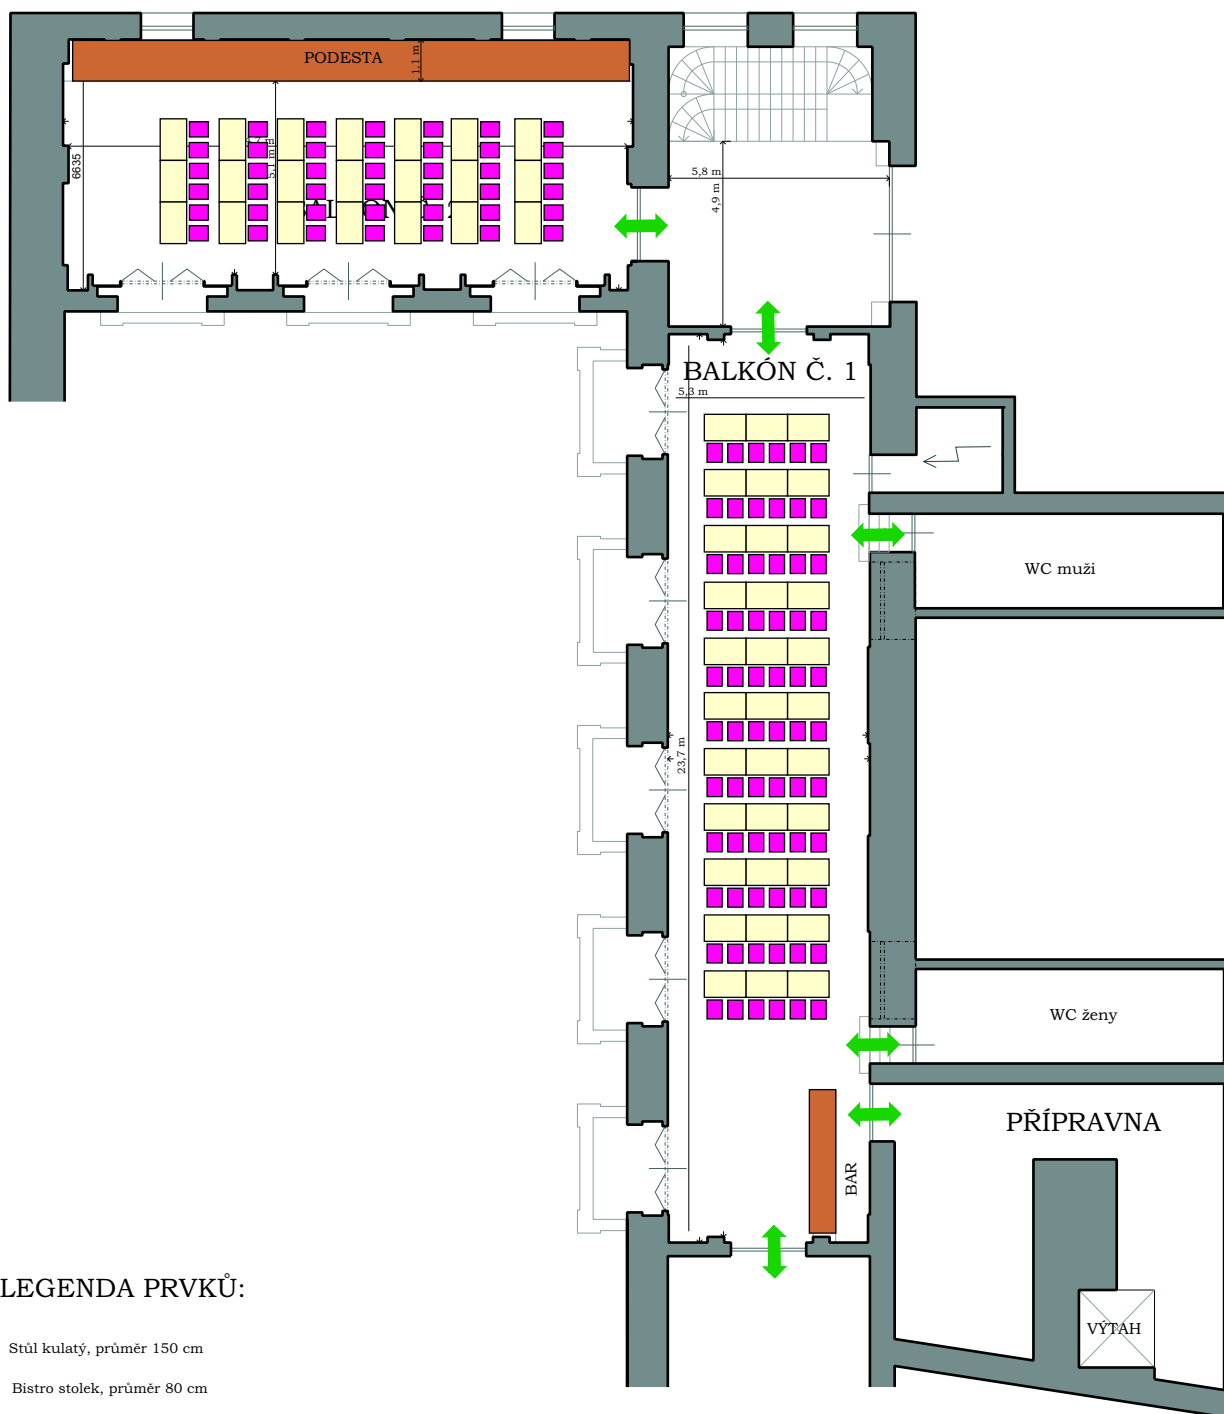 PODESTA
1,1 m
6635
5,1 m
5,8 m
4,9 m
BALKÓN Č. 1
5,3 m
23,7 m
WC muži
WC ženy
PŘÍPRAVNA
BAR
VÝTAH
LEGENDA PRVKŮ:
Stůl kulatý, průměr 150 cm
Bistro stolek, průměr 80 cm